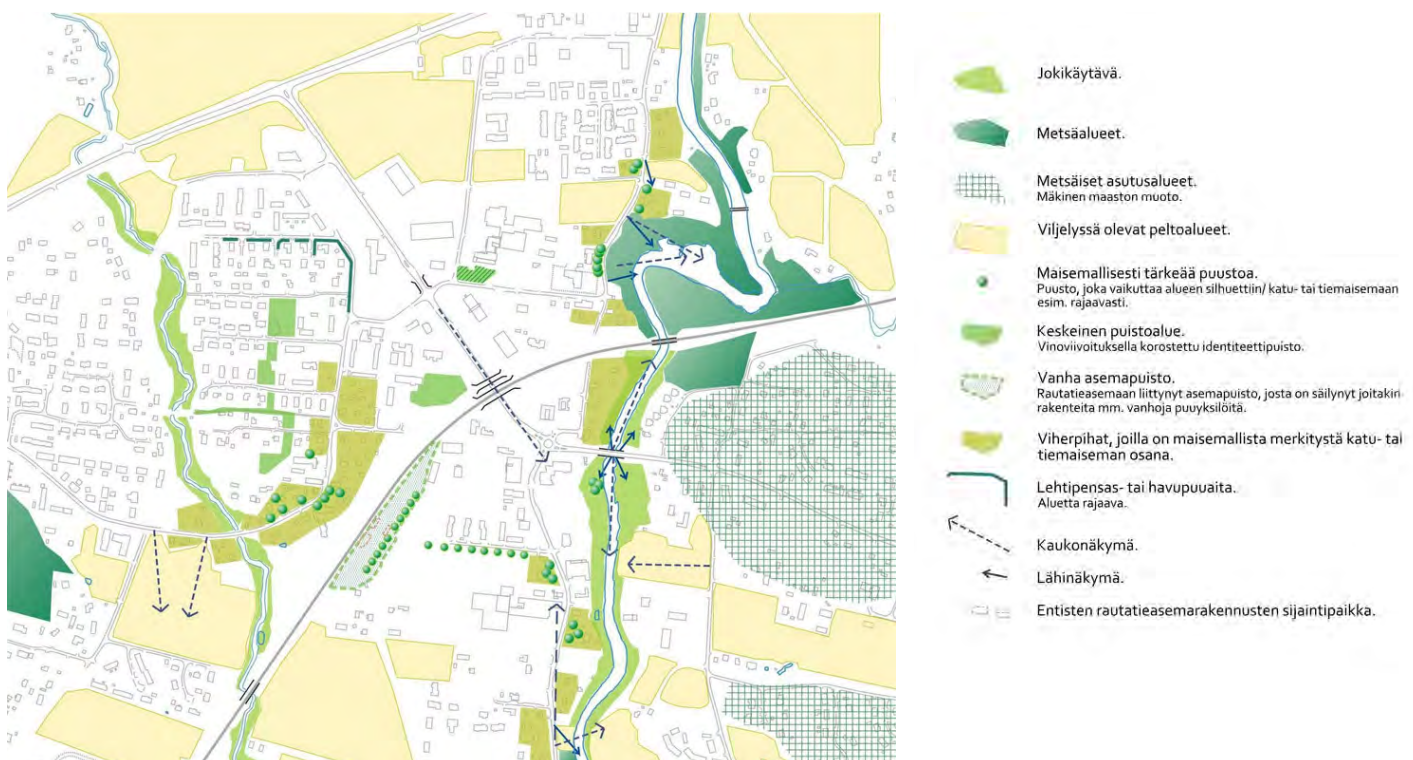 Jokikäytävä.
Metsäalueet.
Metsäiset asutusalueet.
Mäkinen maaston muoto.
Viljelyssä olevat peltoalueet.
Maisemallisesti tärkeää puustoa.
Puusto, joka vaikuttaa alueen silhuettiin/ katu- tai tiemaisemaan
esim. rajaavasti.
Keskeinen puistoalue.
Vinoviivoituksella korostettu identiteettipuisto.
Vanha asemapuisto.
Rautatieasemaan liittynyt asemapuisto, josta on säilynyt joitakin
rakenteita mm. vanhoja puuyksilöitä.
Viherpihat, joilla on maisemallista merkitystä katu- tai
tiemaiseman osana.
Lehtipensas- tai havupuuaita.
Aluetta rajaava.
Kaukonäkymä.
Lähinäkymä.
Entisten rautatieasemarakennusten sijaintipaikka.